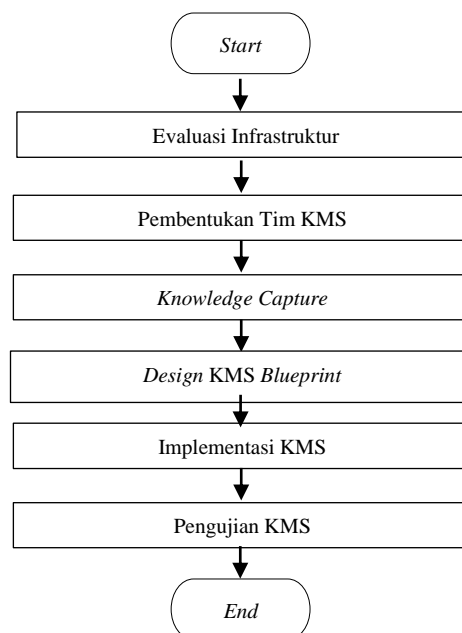 Start
Evaluasi Infrastruktur
Pembentukan Tim KMS
Knowledge Capture
Design KMS Blueprint
Implementasi KMS
Pengujian KMS
End